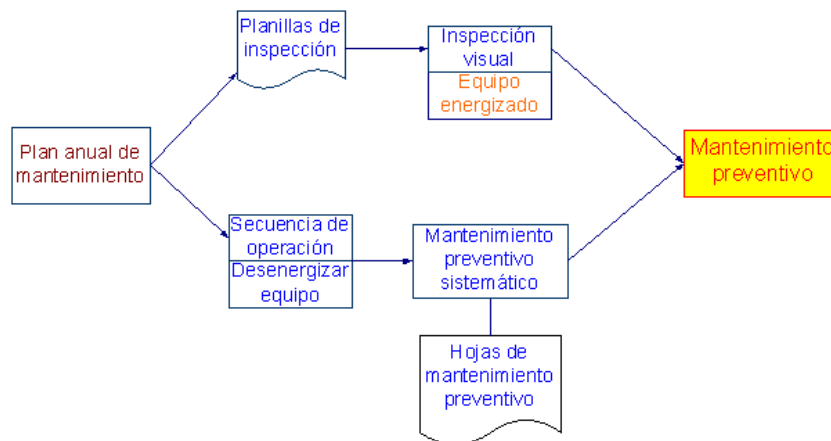 Planillas de
inspección
Inspección
visual
Equipo
energizado
Plan anual de
mantenimiento
Mantenimiento
preventivo
Secuencia de
operación
Desenergizar
equipo
Mantenimiento
preventivo
sistemático
Hojas de
mantenimiento
preventivo